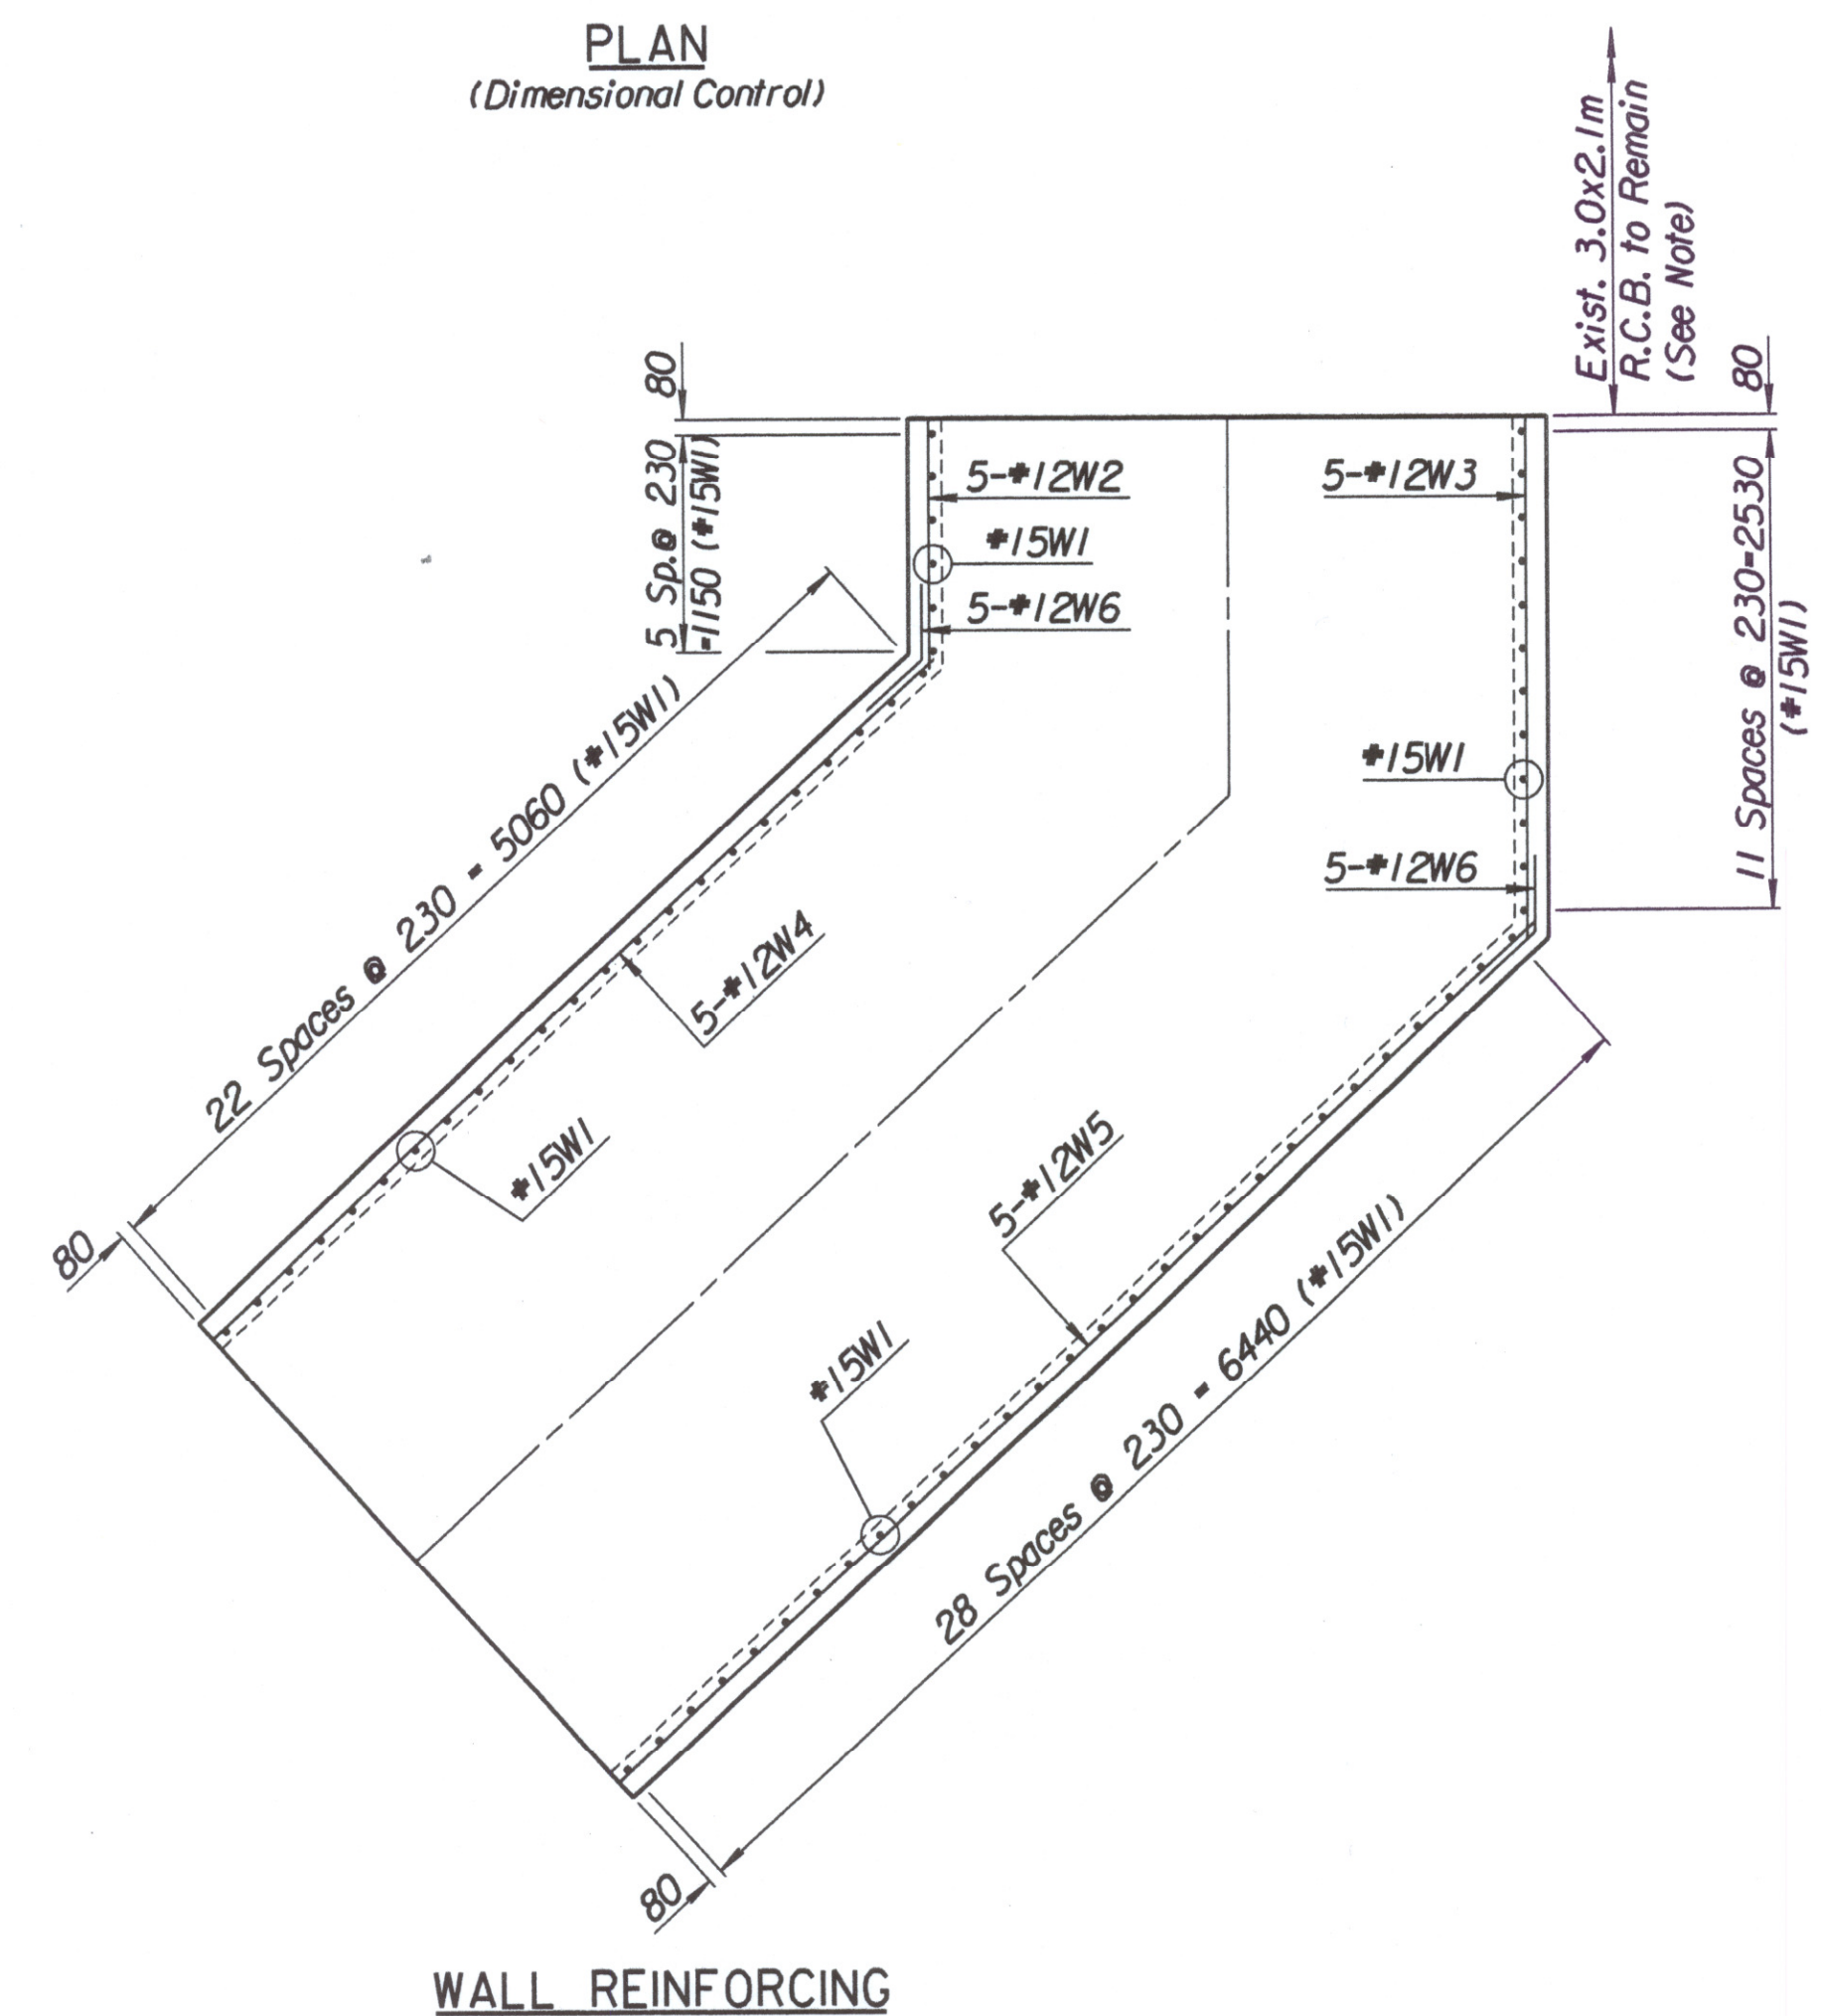 PLAN
(Dimensional Control)
Exist. 3.0x2.1m
R.C.B. to Remain
(See Note)
80
80
5 Sp.@ 230
=1150 (#15W1)
5-#12W2
5-#12W3
#15W1
5-#12W6
11 Spaces @ 230=2530
(#15W1)
#15W1
5-#12W6
22 Spaces @ 230 = 5060 (#15W1)
5-#12W4
#15W1
80
5-#12W5
#15W1
28 Spaces @ 230 = 6440 (#15W1)
80
WALL REINFORCING